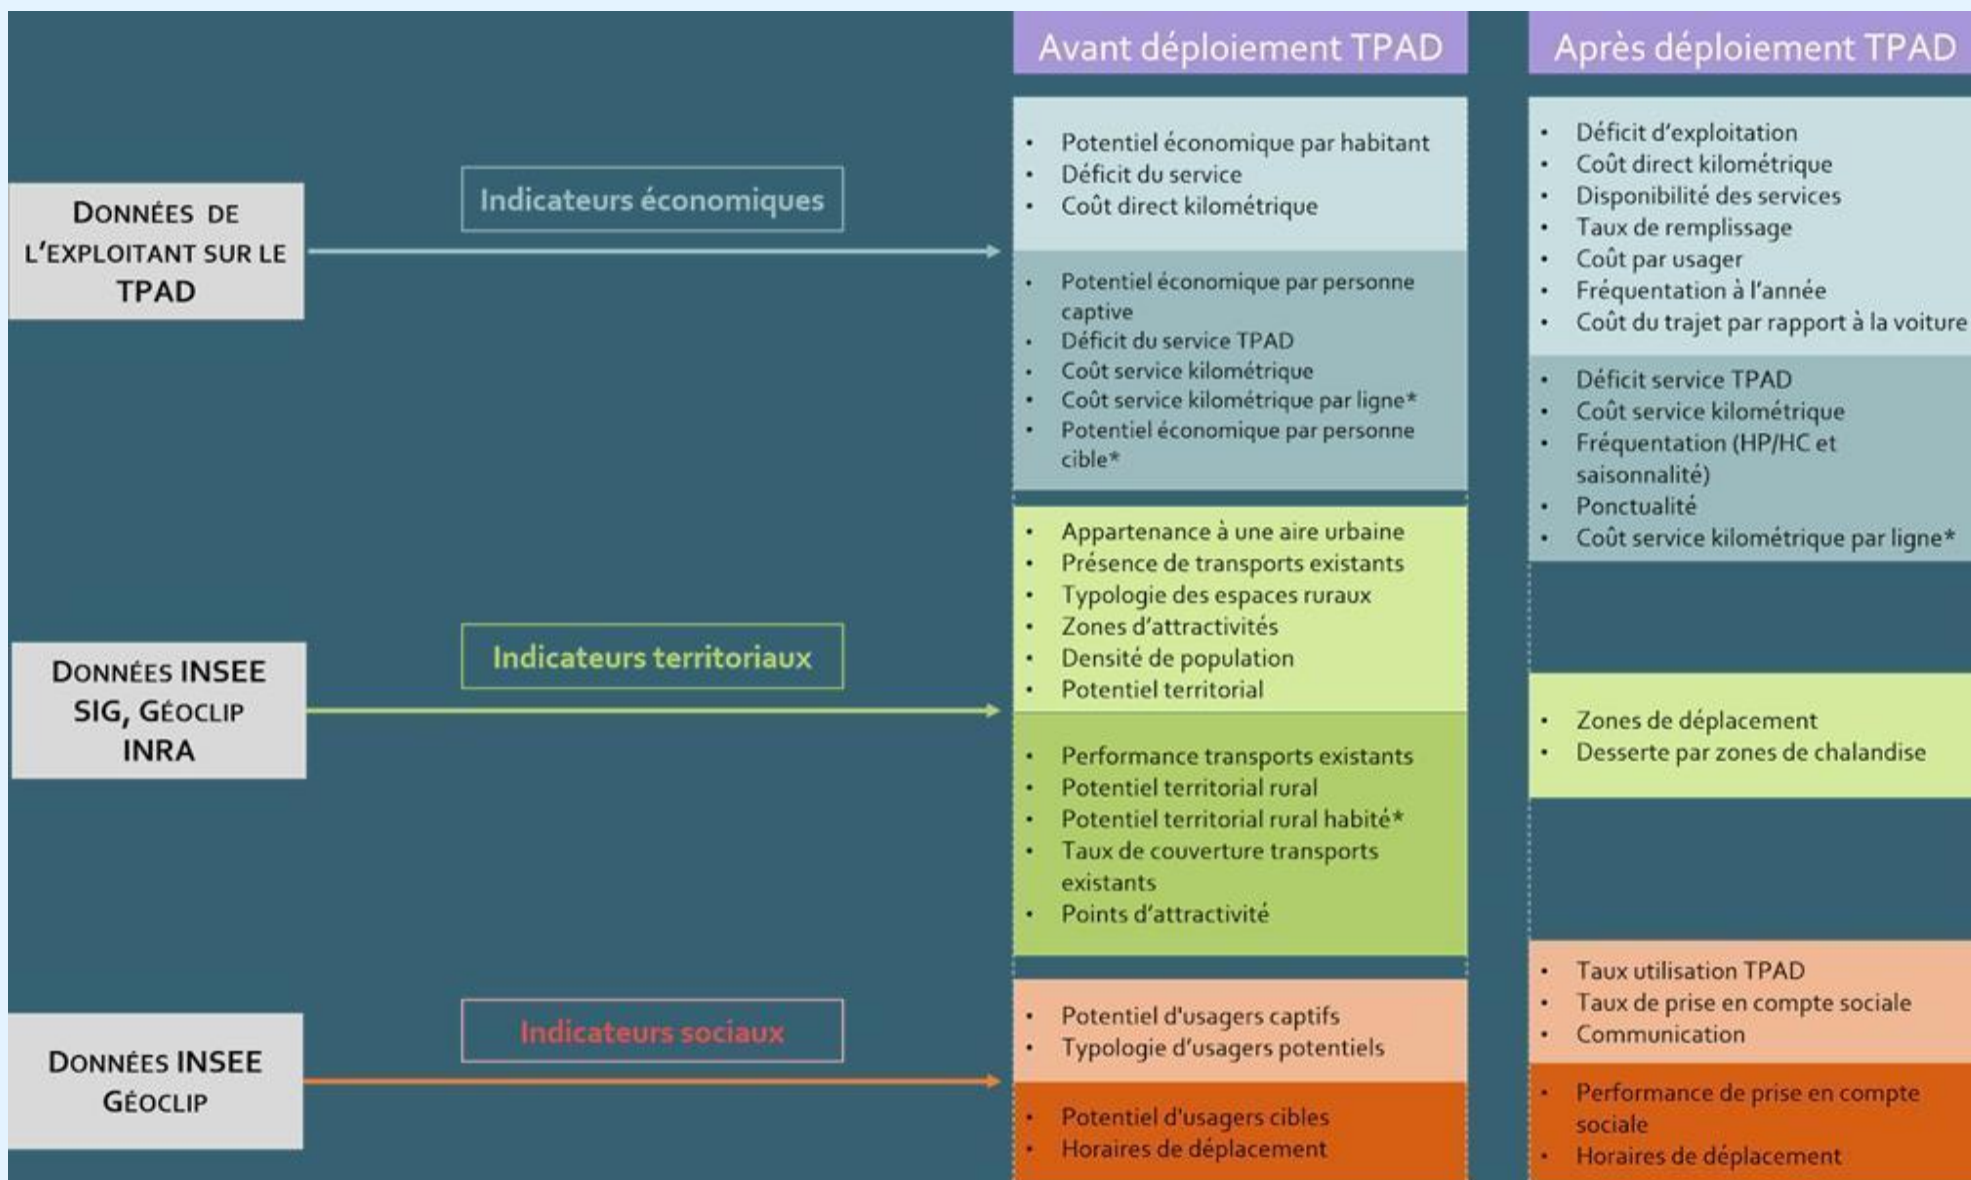 Avant déploiement TPAD
Après déploiement TPAD
DONNÉES DE
L'EXPLOITANT SUR LE
TPAD
Indicateurs économiques
• Potentiel économique par habitant
• Déficit du service
• Coût direct kilométrique
• Potentiel économique par personne
captive
• Déficit du service TPAD
• Coût service kilométrique
• Coût service kilométrique par ligne*
• Potentiel économique par personne
cible*
• Déficit d'exploitation
• Coût direct kilométrique
• Disponibilité des services
• Taux de remplissage
• Coût par usager
• Fréquentation à l'année
• Coût du trajet par rapport à la voiture
• Déficit service TPAD
• Coût service kilométrique
• Fréquentation (HP/HC et
saisonnalité)
• Ponctualité
• Coût service kilométrique par ligne*
DONNÉES INSEE
SIG, GÉOCLIP
INRA
Indicateurs territoriaux
• Appartenance à une aire urbaine
• Présence de transports existants
• Typologie des espaces ruraux
• Zones d'attractivités
• Densité de population
• Potentiel territorial
• Performance transports existants
• Potentiel territorial rural
• Potentiel territorial rural habité*
• Taux de couverture transports
existants
• Points d'attractivité
• Zones de déplacement
• Desserte par zones de chalandise
DONNÉES INSEE
GÉOCLIP
Indicateurs sociaux
• Potentiel d'usagers captifs
• Typologie d'usagers potentiels
• Potentiel d'usagers cibles
• Horaires de déplacement
• Taux utilisation TPAD
• Taux de prise en compte sociale
• Communication
• Performance de prise en compte
sociale
• Horaires de déplacement